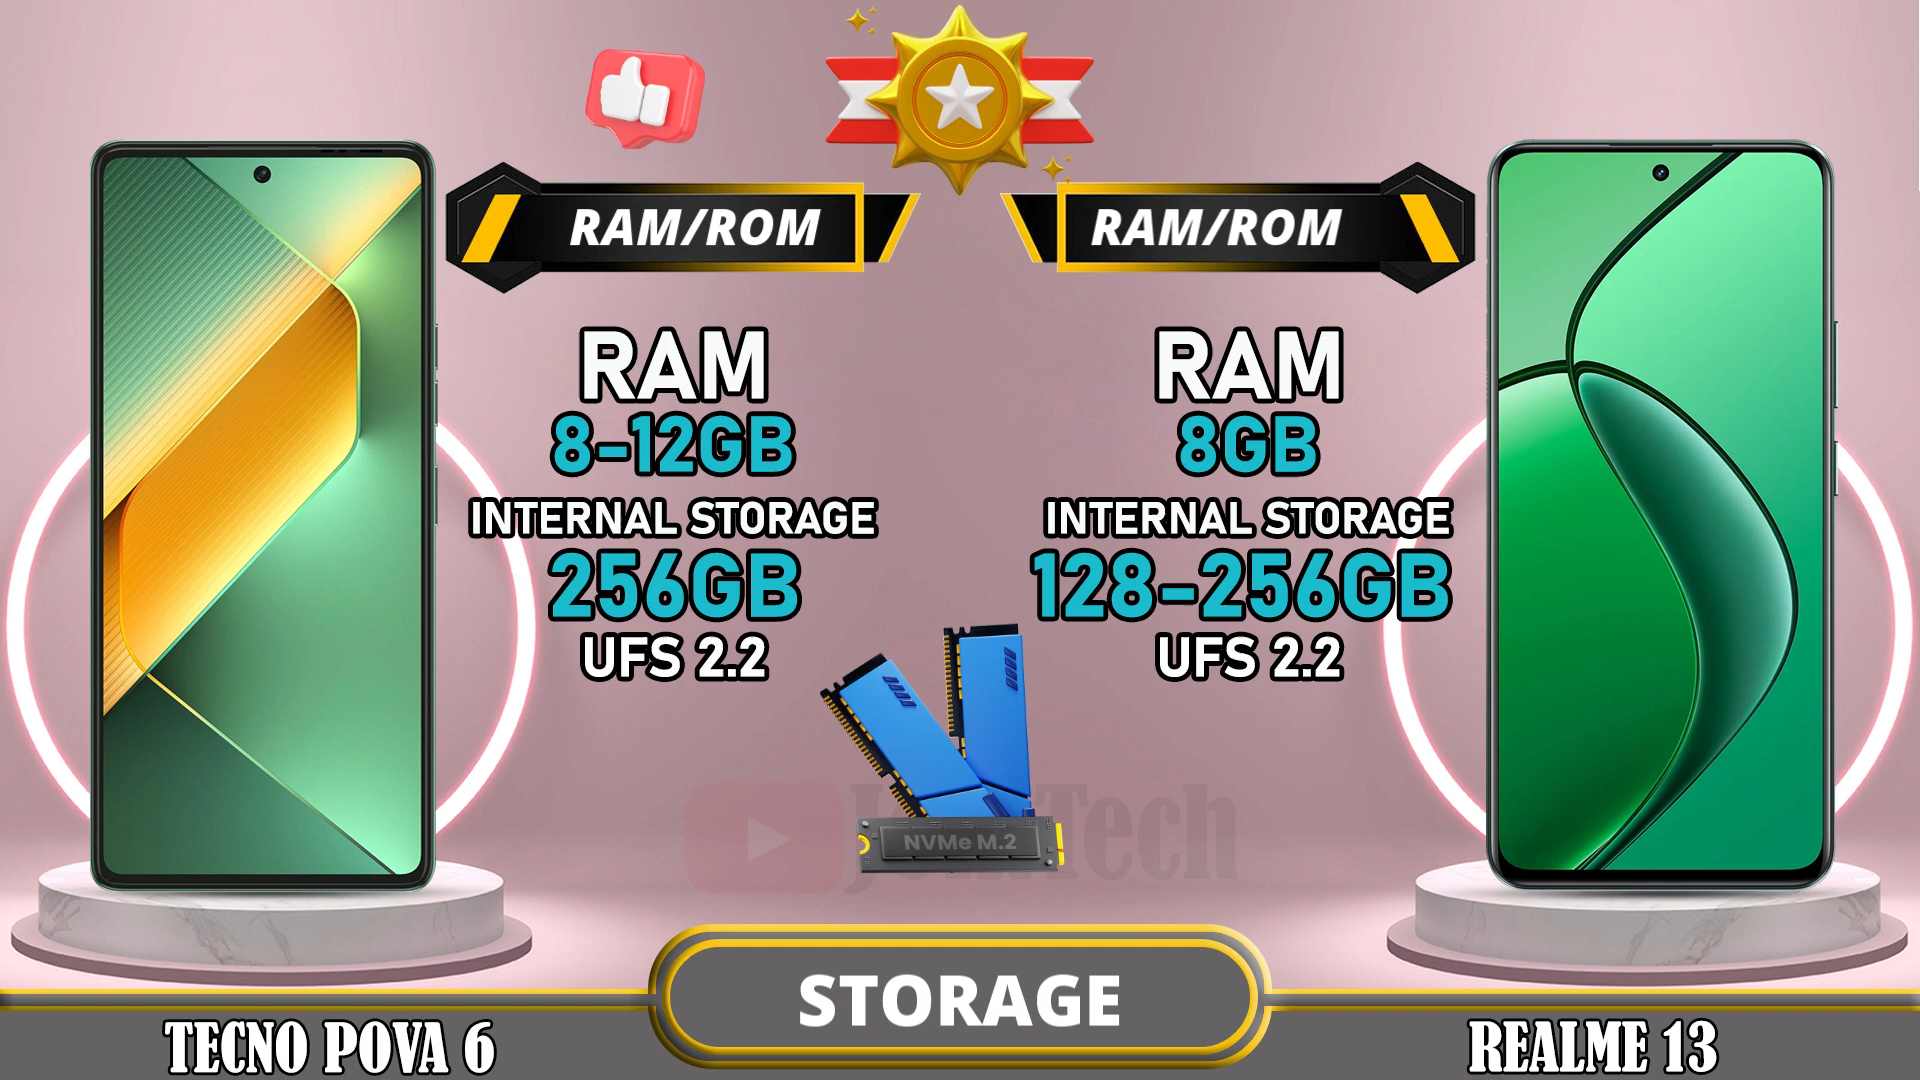 RAM/ROM
RAM/ROM
RAM
8-12GB
INTERNAL STORAGE
256GB
UFS 2.2
RAM
8GB
INTERNAL STORAGE
128-256GB
UFS 2.2
NVMe M.2
STORAGE
TECNO POVA 6
REALME 13